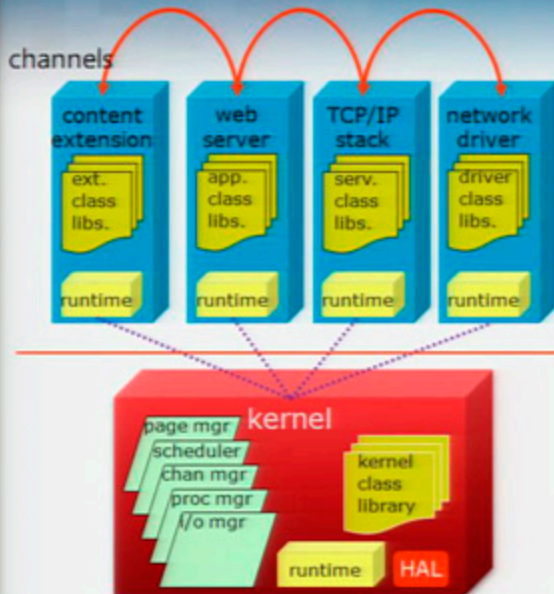 channels
content
extension
ext.
class
libs.
runtime
web
server
app.
class
libs.
runtime
TCP/IP
stack
serv.
class
libs.
runtime
network
driver
driver
class
libs.
runtime
kernel
page mgr
scheduler
chan mgr
proc mgr
i/o mgr
kernel
class
library
runtime
HAL